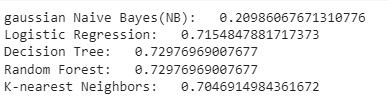 gaussian Naive Bayes(NB):   0.20986067671310776
Logistic Regression:   0.7154847881717373
Decision Tree:   0.72976969007677
Random Forest:   0.72976969007677
K-nearest Neighbors:   0.7046914984361672